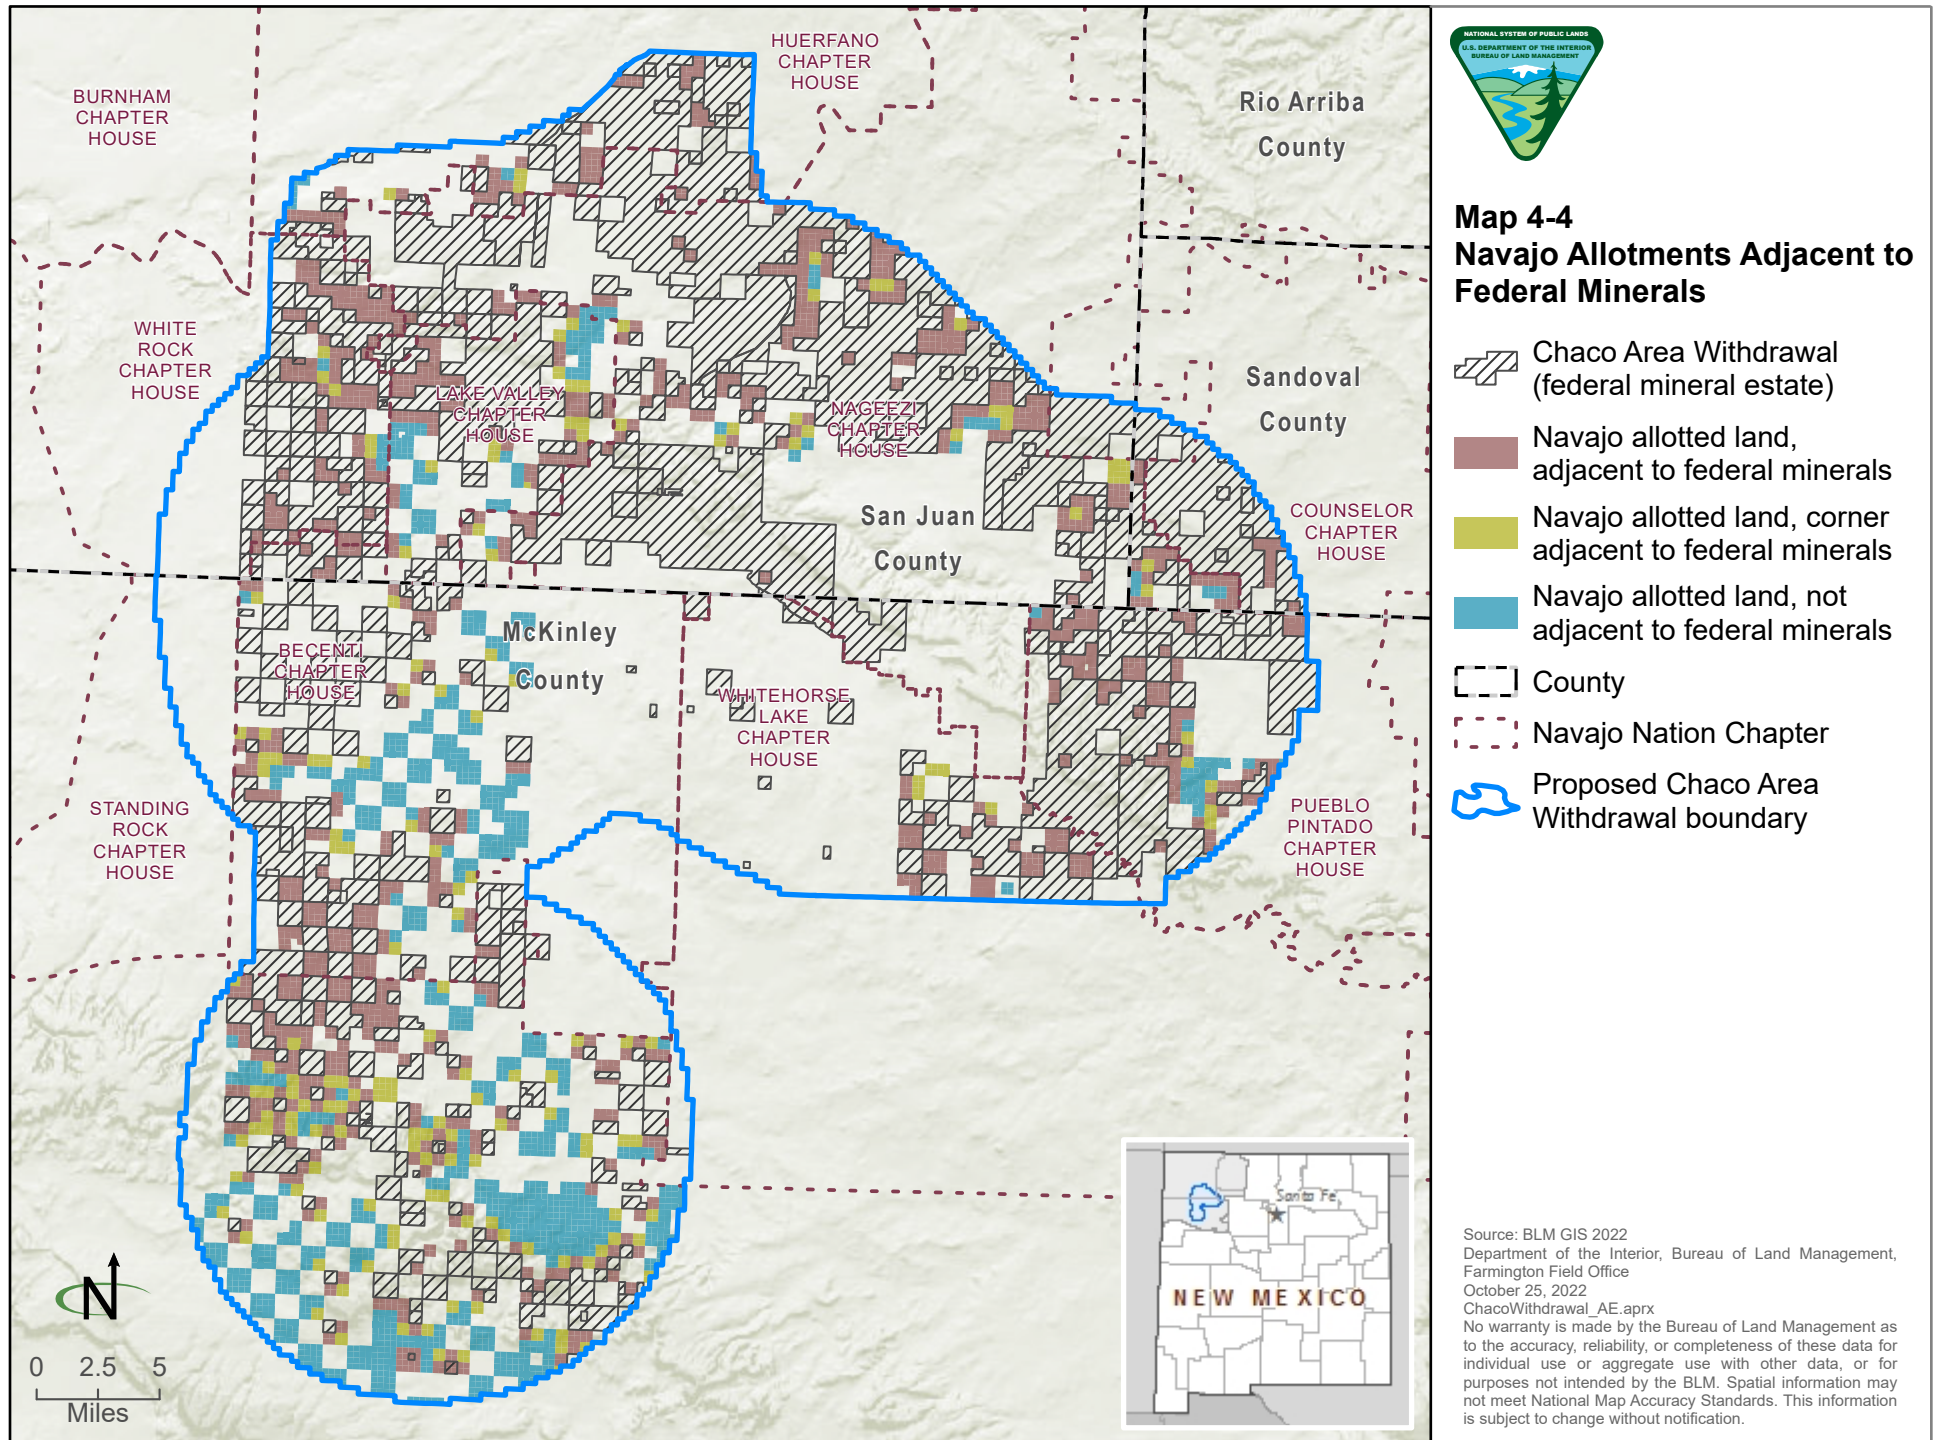 NATIONAL SYSTEM OF PUBLIC LANDS
U.S. DEPARTMENT OF THE INTERIOR
BUREAU OF LAND MANAGEMENT
Map 4-4
Navajo Allotments Adjacent to
Federal Minerals
Chaco Area Withdrawal
(federal mineral estate)
Navajo allotted land,
adjacent to federal minerals
Navajo allotted land, corner
adjacent to federal minerals
Navajo allotted land, not
adjacent to federal minerals
County
Navajo Nation Chapter
Proposed Chaco Area
Withdrawal boundary
HUERFANO
CHAPTER
HOUSE
BURNHAM
CHAPTER
HOUSE
Rio Arriba
County
WHITE
ROCK
CHAPTER
HOUSE
LAKE VALLEY
CHAPTER
HOUSE
NAGEEZI
CHAPTER
HOUSE
Sandoval
County
San Juan
County
COUNSELOR
CHAPTER
HOUSE
McKinley
County
BECENTI
CHAPTER
HOUSE
WHITEHORSE
LAKE
CHAPTER
HOUSE
STANDING
ROCK
CHAPTER
HOUSE
PUEBLO
PINTADO
CHAPTER
HOUSE
N
0 2.5 5
Miles
Santa Fe
NEW MEXICO
Source: BLM GIS 2022
Department of the Interior, Bureau of Land Management,
Farmington Field Office
October 25, 2022
ChacoWithdrawal_AE.aprx
No warranty is made by the Bureau of Land Management as
to the accuracy, reliability, or completeness of these data for
individual use or aggregate use with other data, or for
purposes not intended by the BLM. Spatial information may
not meet National Map Accuracy Standards. This information
is subject to change without notification.